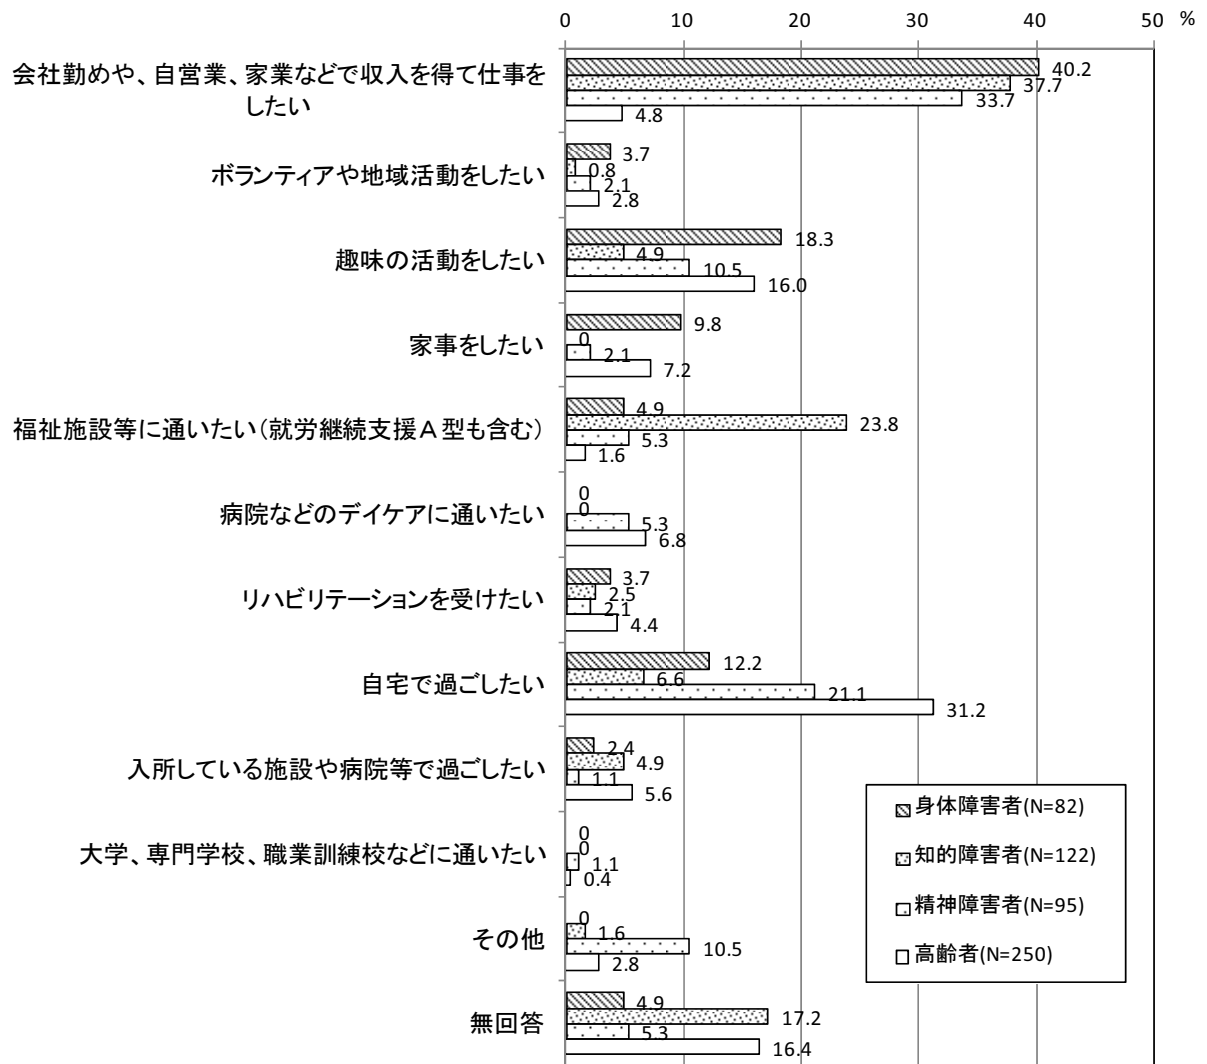 0 10 20 30 40 50 %
会社勤めや、自営業、家業などで収入を得て仕事を
したい
40.2
37.7
33.7
4.8
ボランティアや地域活動をしたい
3.7
0.8
2.1
2.8
趣味の活動をしたい
18.3
4.9
10.5
16.0
家事をしたい
9.8
0
2.1
7.2
福祉施設等に通いたい(就労継続支援A型も含む)
4.9
23.8
5.3
1.6
病院などのデイケアに通いたい
0
0
5.3
6.8
リハビリテーションを受けたい
3.7
2.5
2.1
4.4
自宅で過ごしたい
12.2
6.6
21.1
31.2
入所している施設や病院等で過ごしたい
2.4
4.9
1.1
5.6
大学、専門学校、職業訓練校などに通いたい
0
0
1.1
0.4
その他
0
1.6
10.5
2.8
無回答
4.9
17.2
5.3
16.4
身体障害者(N=82)
知的障害者(N=122)
精神障害者(N=95)
高齢者(N=250)